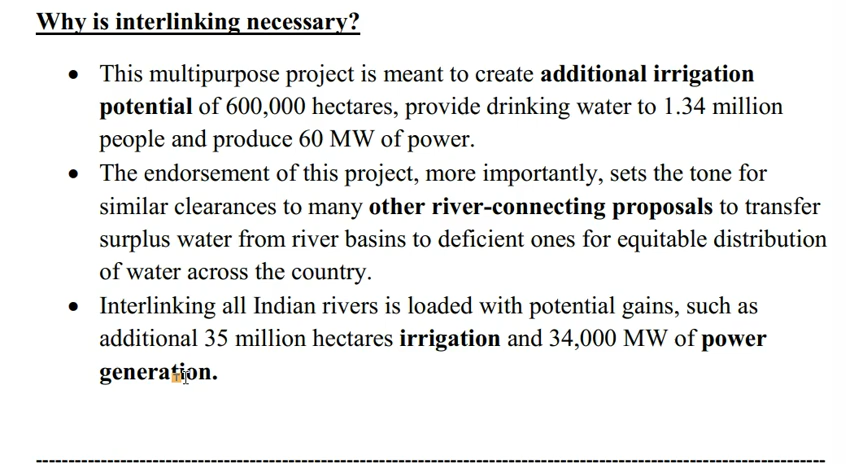 Why is interlinking necessary?
• This multipurpose project is meant to create additional irrigation
potential of 600,000 hectares, provide drinking water to 1.34 million
people and produce 60 MW of power.
• The endorsement of this project, more importantly, sets the tone for
similar clearances to many other river-connecting proposals to transfer
surplus water from river basins to deficient ones for equitable distribution
of water across the country.
• Interlinking all Indian rivers is loaded with potential gains, such as
additional 35 million hectares irrigation and 34,000 MW of power
generation.